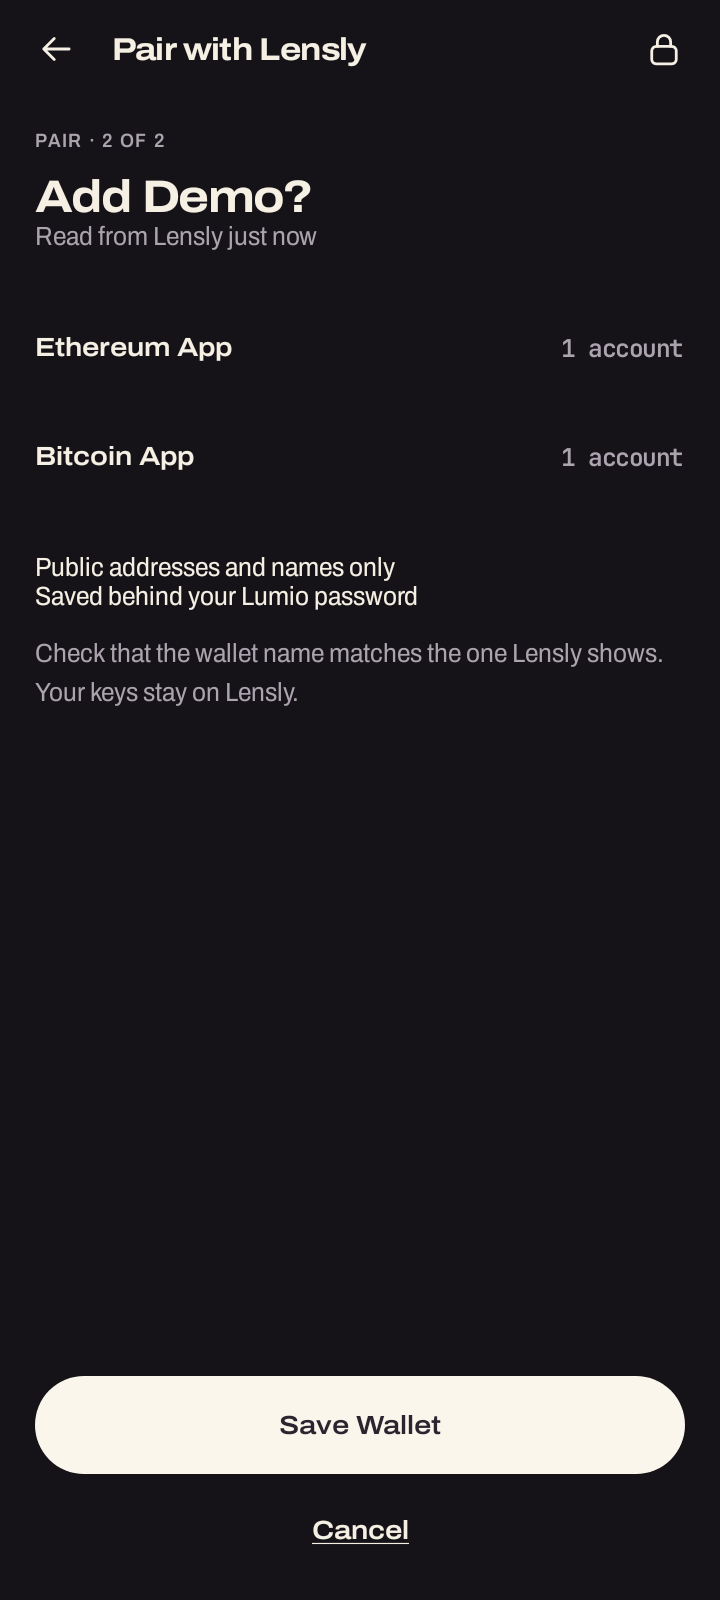 Pair with Lensly
PAIR · 2 OF 2
Add Demo?
Read from Lensly just now
Ethereum App 1 account
Bitcoin App 1 account
Public addresses and names only
Saved behind your Lumio password
Check that the wallet name matches the one Lensly shows.
Your keys stay on Lensly.
Save Wallet
Cancel